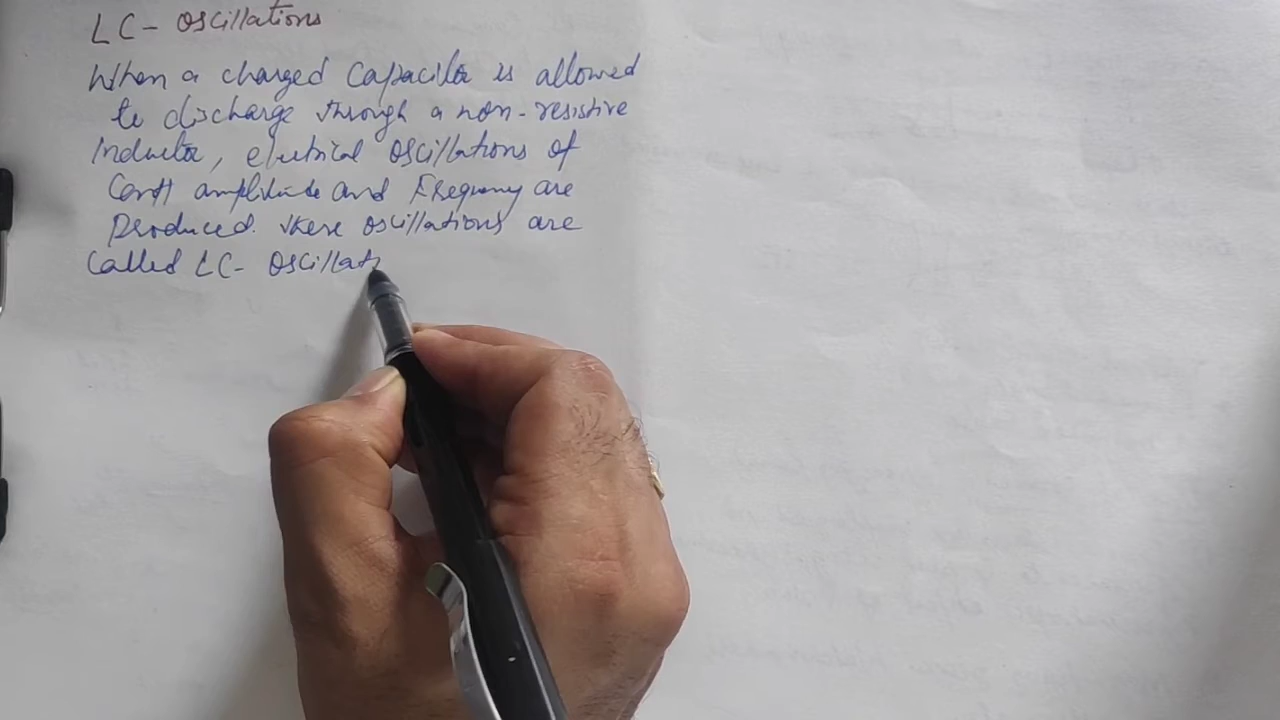 LC- Oscillations
When a charged Capacitor is allowed
to discharge through a non-resistive
Inductor, electrical oscillations of
Const amplitude and Frequency are
Produced. These oscillations are
Called LC- Oscillati